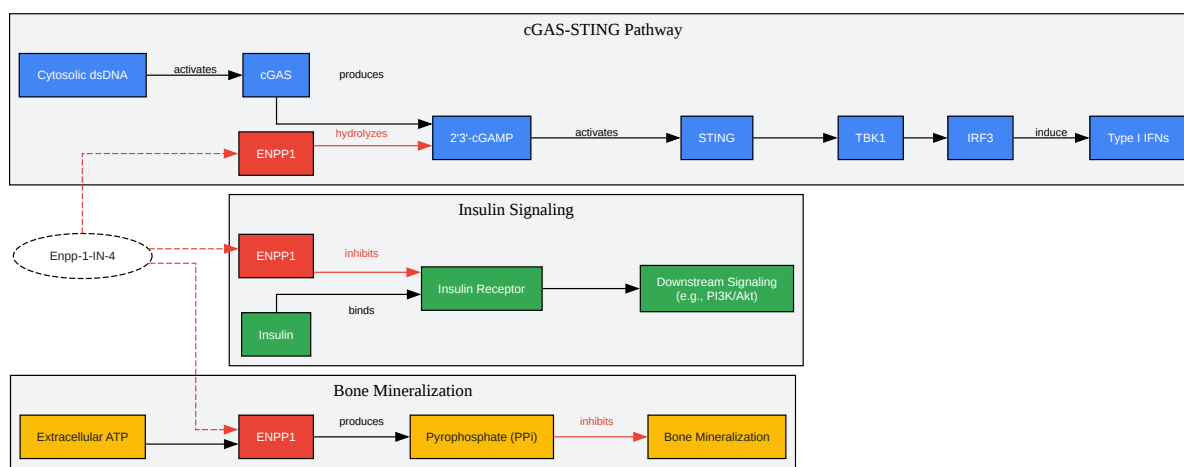 cGAS-STING Pathway
Cytosolic dsDNA
activates
cGAS
produces
ENPP1
hydrolyzes
2'3'-cGAMP
activates
STING
TBK1
IRF3
induce
Type I IFNs
Enpp-1-IN-4
Insulin Signaling
ENPP1
inhibits
Insulin
binds
Insulin Receptor
Downstream Signaling
(e.g., PI3K/Akt)
Bone Mineralization
Extracellular ATP
ENPP1
produces
Pyrophosphate (PPi)
inhibits
Bone Mineralization